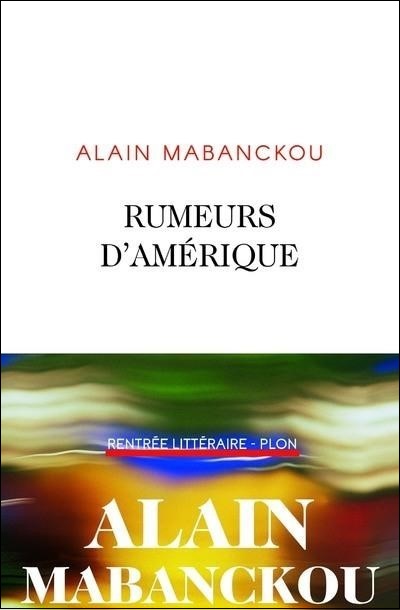 ALAIN MABANCKOU
RUMEURS
D’AMÉRIQUE
RENTRÉE LITTÉRAIRE - PLON
ALAIN
MABANCKOU